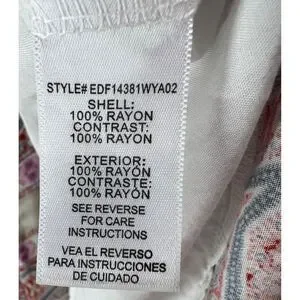 STYLE# EDF14381WYA02
SHELL:
100% RAYON
CONTRAST:
100% RAYON
EXTERIOR:
100% RAYON
CONTRASTE:
100% RAYON
SEE REVERSE
FOR CARE
INSTRUCTIONS
VEA EL REVERSO
PARA INSTRUCCIONES
DE CUIDADO